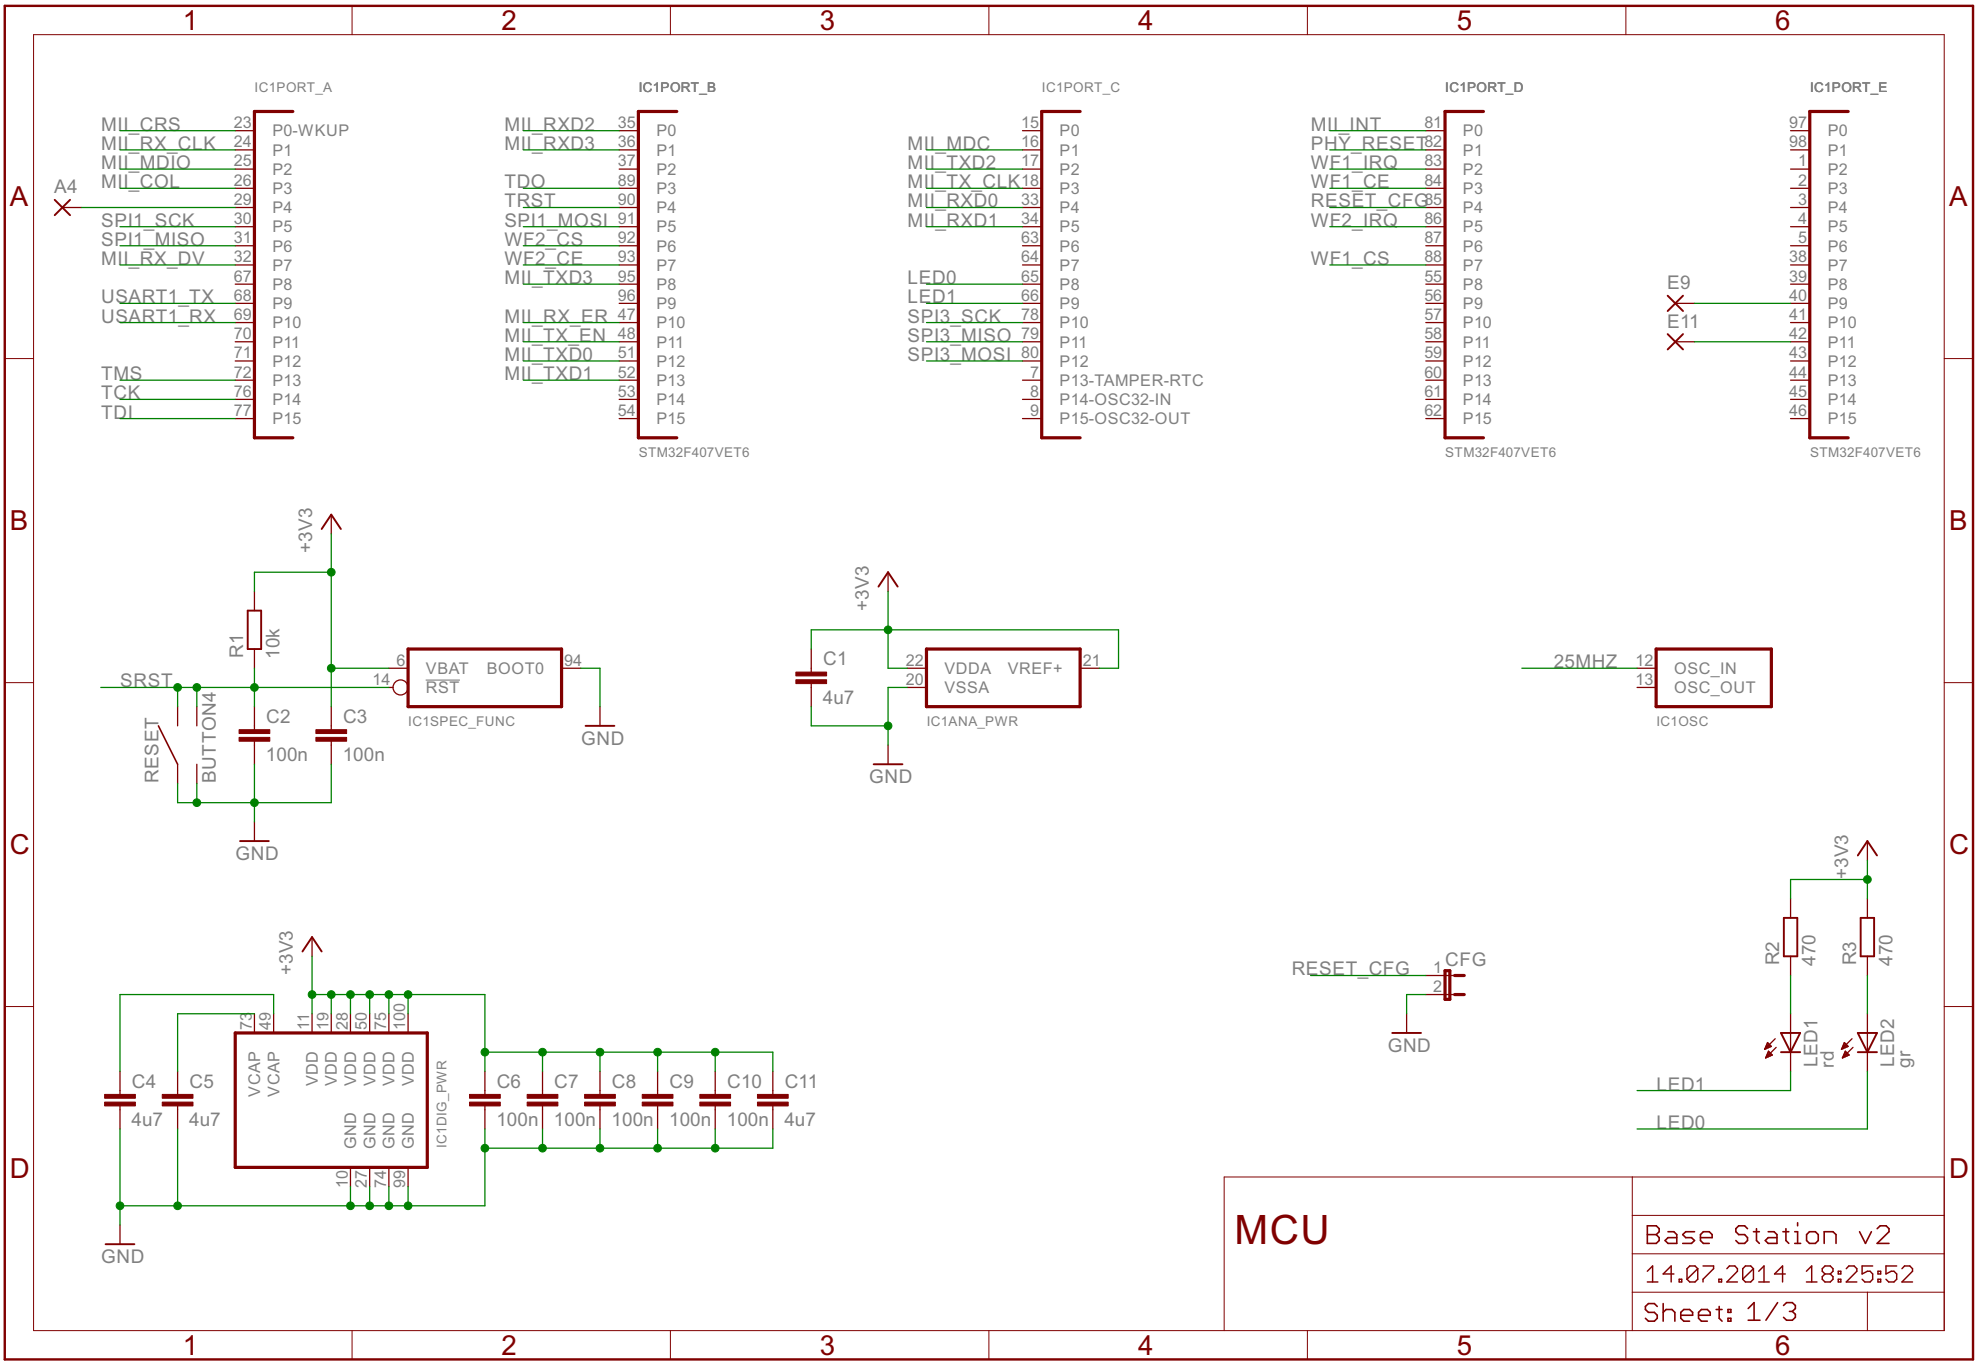 1 2 3 4 5 6
A
A
B
B
C
C
D
D
IC1PORT_A
MII_CRS 23 P0-WKUP
MII_RX_CLK 24 P1
MII_MDIO 25 P2
MII_COL 26 P3
A4 29 P4
SPI1_SCK 30 P5
SPI1_MISO 31 P6
MII_RX_DV 32 P7
67 P8
USART1_TX 68 P9
USART1_RX 69 P10
70 P11
71 P12
TMS 72 P13
TCK 76 P14
TDI 77 P15
IC1PORT_B
MII_RXD2 35 P0
MII_RXD3 36 P1
37 P2
TDO 89 P3
TRST 90 P4
SPI1_MOSI 91 P5
WF2_CS 92 P6
WF2_CE 93 P7
MII_TXD3 95 P8
96 P9
MII_RX_ER 47 P10
MII_TX_EN 48 P11
MII_TXD0 51 P12
MII_TXD1 52 P13
53 P14
54 P15
STM32F407VET6
IC1PORT_C
15 P0
MII_MDC 16 P1
MII_TXD2 17 P2
MII_TX_CLK 18 P3
MII_RXD0 33 P4
MII_RXD1 34 P5
63 P6
64 P7
LED0 65 P8
LED1 66 P9
SPI3_SCK 78 P10
SPI3_MISO 79 P11
SPI3_MOSI 80 P12
7 P13-TAMPER-RTC
8 P14-OSC32-IN
9 P15-OSC32-OUT
IC1PORT_D
MII_INT 81 P0
PHY_RESET 82 P1
WF1_IRQ 83 P2
WF1_CE 84 P3
RESET_CFG 85 P4
WF2_IRQ 86 P5
87 P6
WF1_CS 88 P7
55 P8
56 P9
57 P10
58 P11
59 P12
60 P13
61 P14
62 P15
STM32F407VET6
IC1PORT_E
97 P0
98 P1
1 P2
2 P3
3 P4
4 P5
5 P6
38 P7
39 P8
E9 40 P9
41 P10
E11 42 P11
43 P12
44 P13
45 P14
46 P15
STM32F407VET6
+3V3
R1
10k
SRST
RESET
BUTTON4
C2
100n
C3
100n
GND
6 VBAT BOOT0 94
14 RST
IC1SPEC_FUNC
GND
+3V3
C1
4u7
22 VDDA VREF+ 21
20 VSSA
IC1ANA_PWR
GND
25MHZ 12 OSC_IN
13 OSC_OUT
IC1OSC
+3V3
73 49 11 19 28 50 75 100
VCAP VCAP VDD VDD VDD VDD VDD VDD
GND GND GND GND
10 27 74 99
IC1DIG_PWR
C4
4u7
C5
4u7
C6
100n
C7
100n
C8
100n
C9
100n
C10
100n
C11
4u7
GND
RESET_CFG 1 CFG
2
GND
+3V3
R2
470
R3
470
LED1
rd
LED2
gr
LED1
LED0
MCU
Base Station v2
14.07.2014 18:25:52
Sheet: 1/3
1 2 3 4 5 6